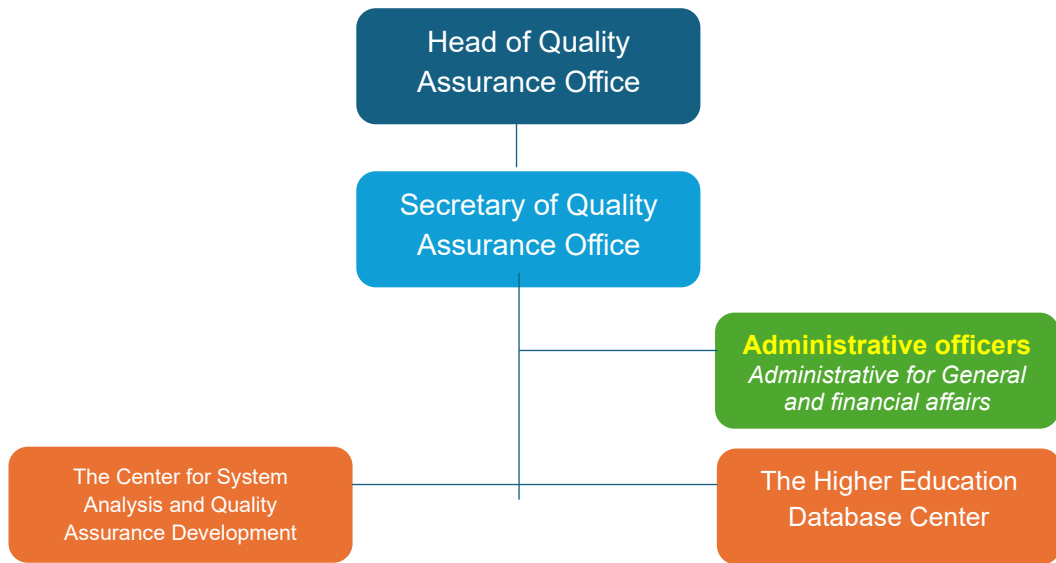 Head of Quality
Assurance Office
Secretary of Quality
Assurance Office
Administrative officers
Administrative for General
and financial affairs
The Center for System
Analysis and Quality
Assurance Development
The Higher Education
Database Center